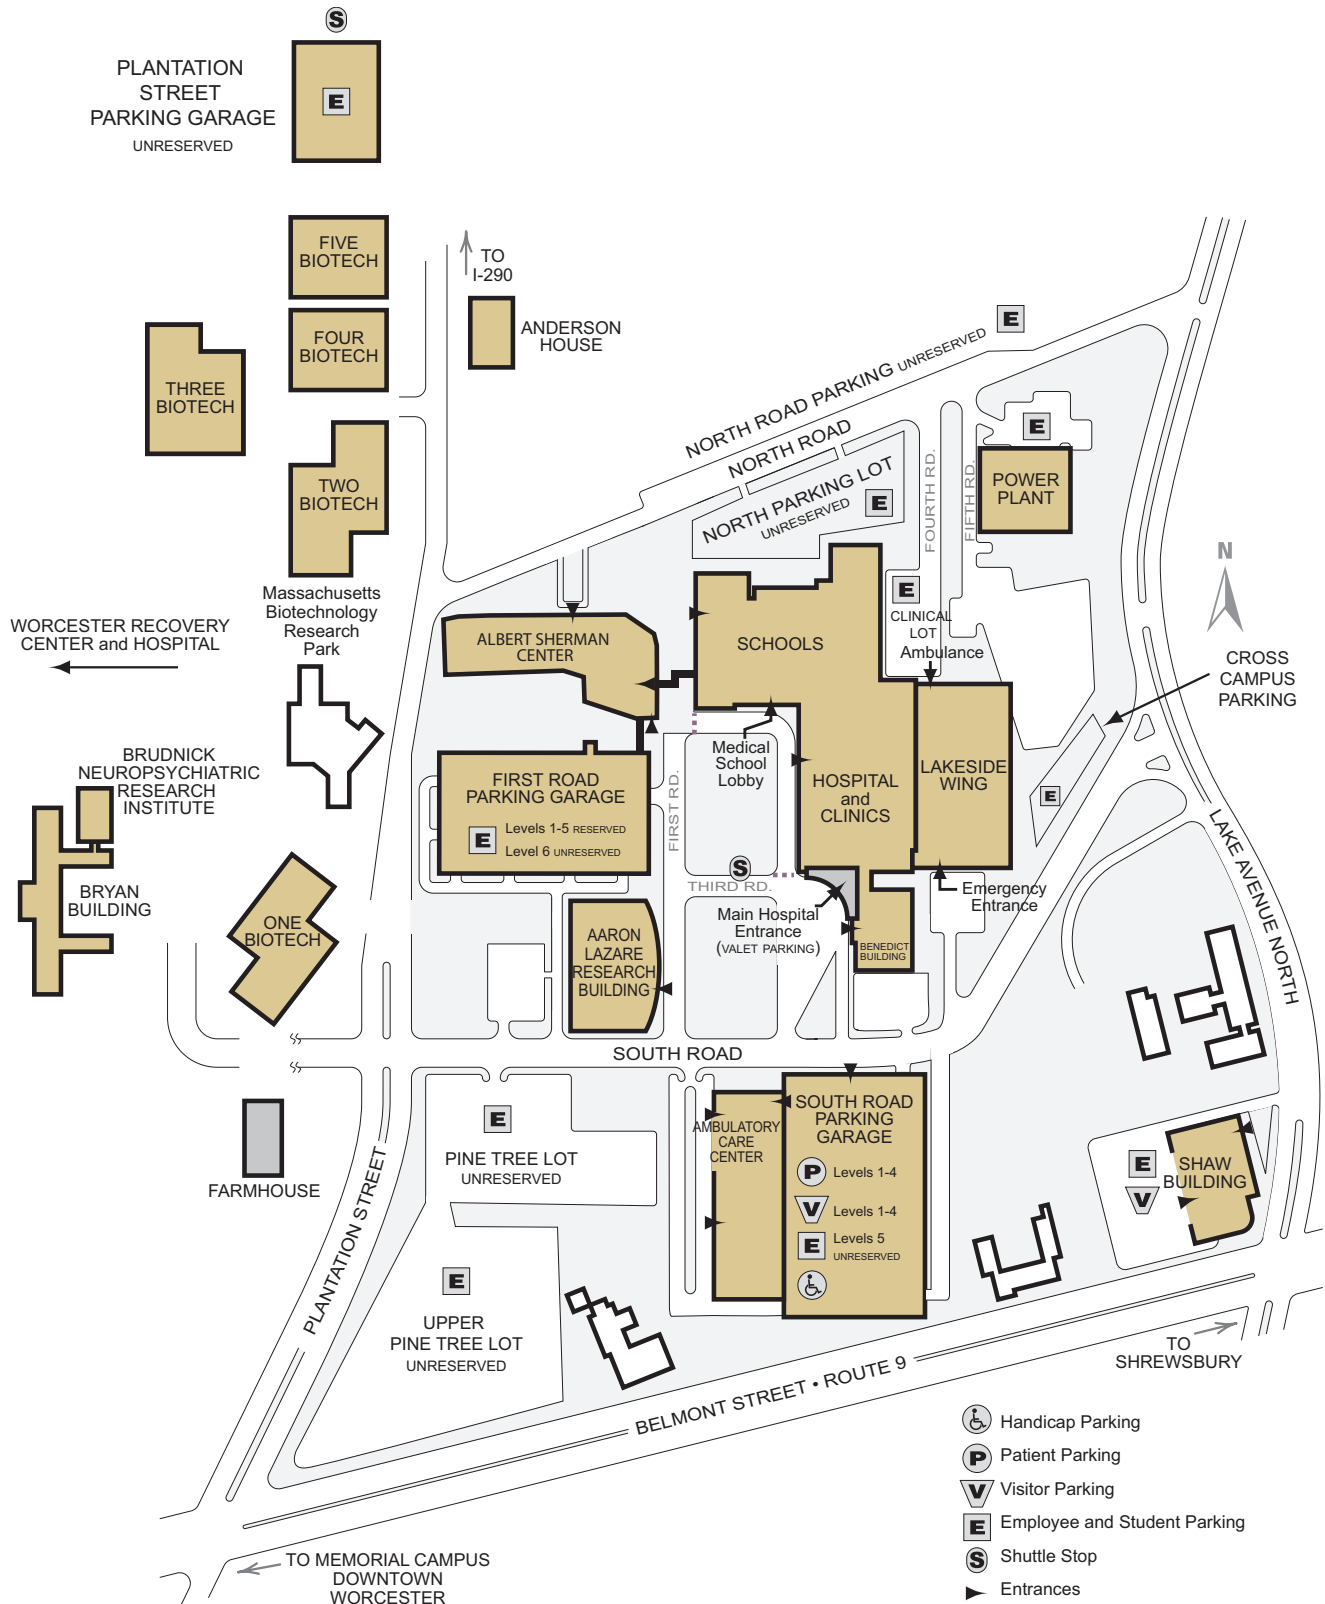 S
PLANTATION
STREET
PARKING GARAGE
UNRESERVED
E
FIVE
BIOTECH
TO
I-290
FOUR
BIOTECH
ANDERSON
HOUSE
THREE
BIOTECH
TWO
BIOTECH
Massachusetts
Biotechnology
Research
Park
NORTH ROAD PARKING UNRESERVED
E
NORTH ROAD
NORTH PARKING LOT
UNRESERVED
E
FOURTH RD.
FIFTH RD.
E
POWER
PLANT
N
WORCESTER RECOVERY
CENTER and HOSPITAL
ALBERT SHERMAN
CENTER
SCHOOLS
E
CLINICAL
LOT
Ambulance
CROSS
CAMPUS
PARKING
E
BRUDNICK
NEUROPSYCHIATRIC
RESEARCH
INSTITUTE
BRYAN
BUILDING
ONE
BIOTECH
FIRST ROAD
PARKING GARAGE
E
Levels 1-5 RESERVED
Level 6 UNRESERVED
FIRST RD.
Medical
School
Lobby
HOSPITAL
and
CLINICS
LAKESIDE
WING
S
THIRD RD.
Main Hospital
Entrance
(VALET PARKING)
Emergency
Entrance
BENEDICT
BUILDING
AARON
LAZARE
RESEARCH
BUILDING
LAKE AVENUE NORTH
SOUTH ROAD
FARMHOUSE
PLANTATION STREET
E
PINE TREE LOT
UNRESERVED
E
UPPER
PINE TREE LOT
UNRESERVED
AMBULATORY
CARE
CENTER
SOUTH ROAD
PARKING
GARAGE
P Levels 1-4
V Levels 1-4
E Levels 5
UNRESERVED
E
V
SHAW
BUILDING
TO
SHREWSBURY
BELMONT STREET • ROUTE 9
TO MEMORIAL CAMPUS
DOWNTOWN
WORCESTER
Handicap Parking
P Patient Parking
V Visitor Parking
E Employee and Student Parking
S Shuttle Stop
Entrances